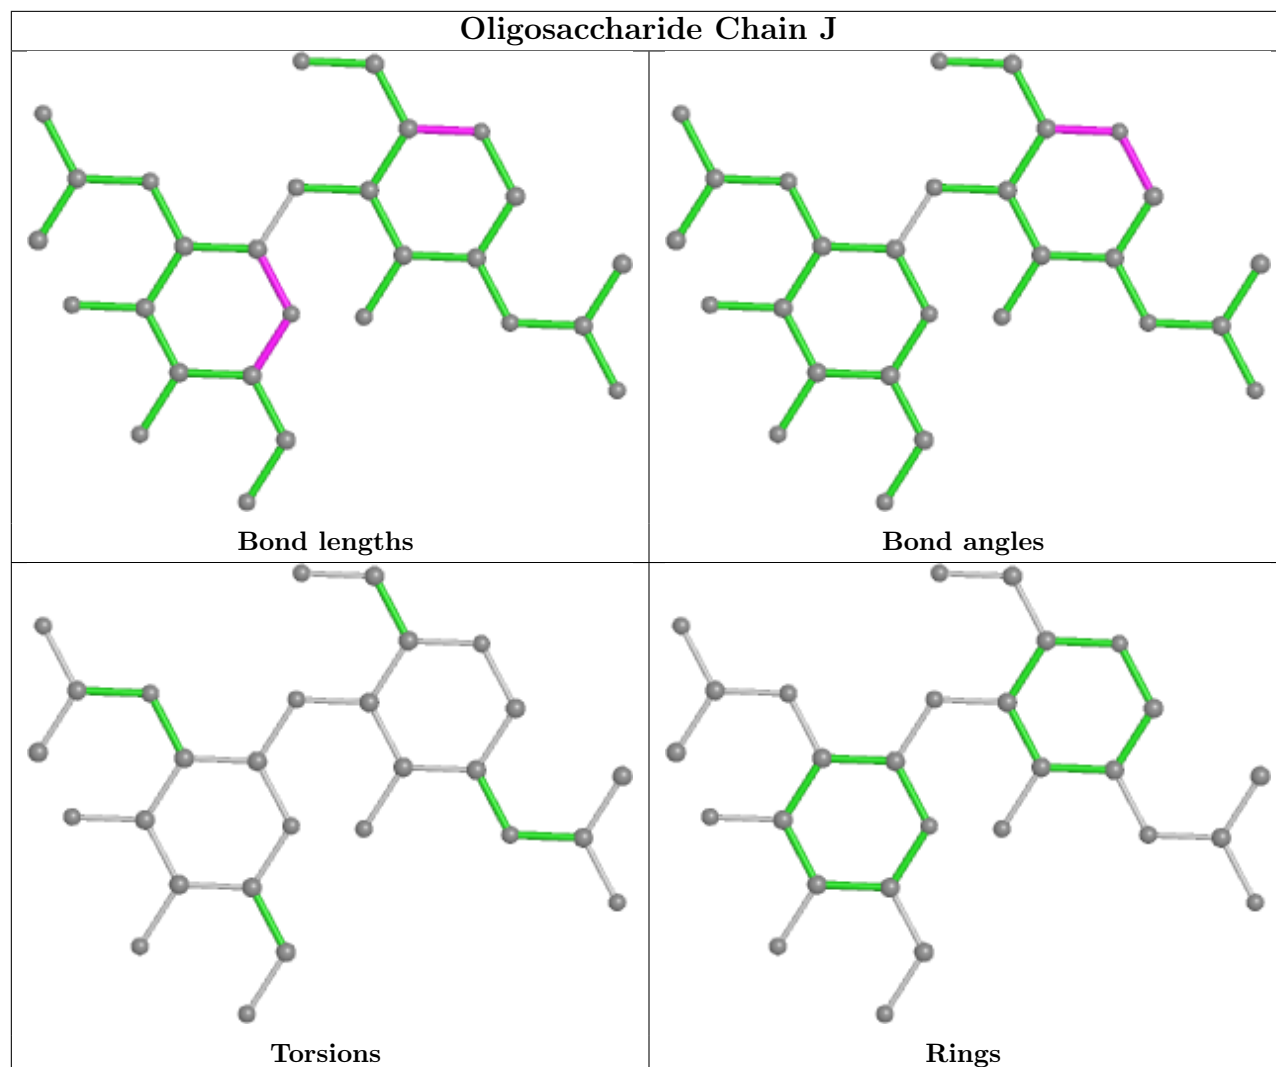 Oligosaccharide Chain J
Bond lengths
Bond angles
Torsions
Rings